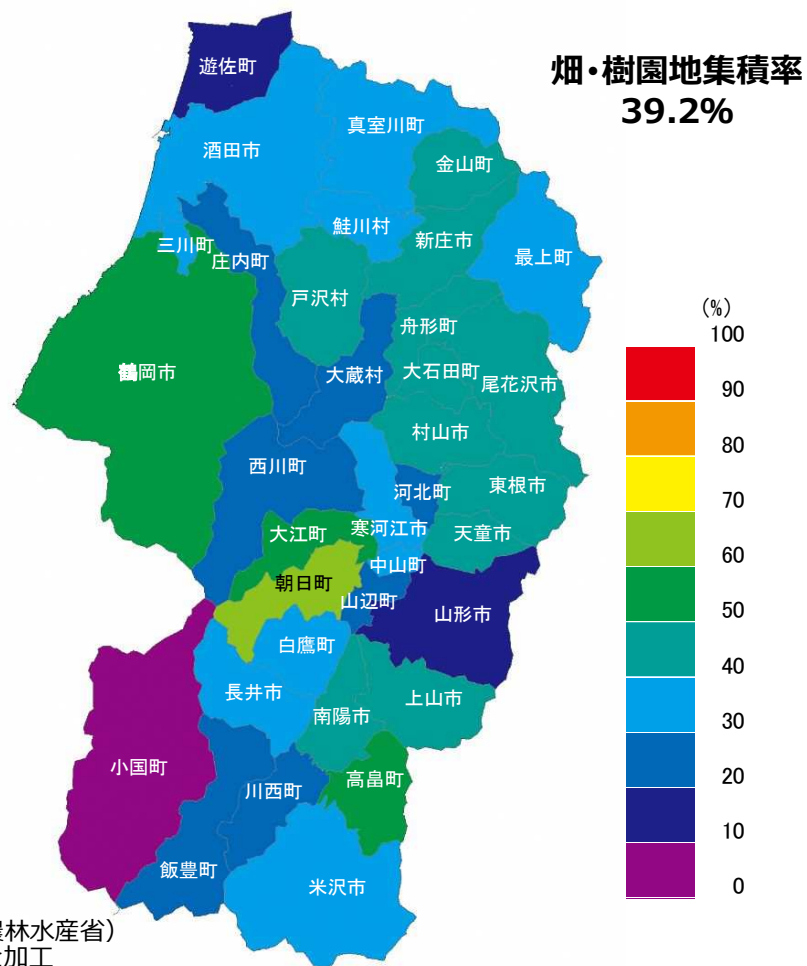 畑・樹園地集積率
39.2%
遊佐町
酒田市
真室川町
金山町
鮭川村
新庄市
三川町
庄内町
最上町
戸沢村
舟形町
鶴岡市
大蔵村
大石田町
尾花沢市
村山市
西川町
河北町
東根市
大江町
寒河江市
天童市
中山町
朝日町
山辺町
山形市
白鷹町
長井市
上山市
南陽市
小国町
高畠町
川西町
飯豊町
米沢市
(%)
100
90
80
70
60
50
40
30
20
10
0
林水産省)
加工